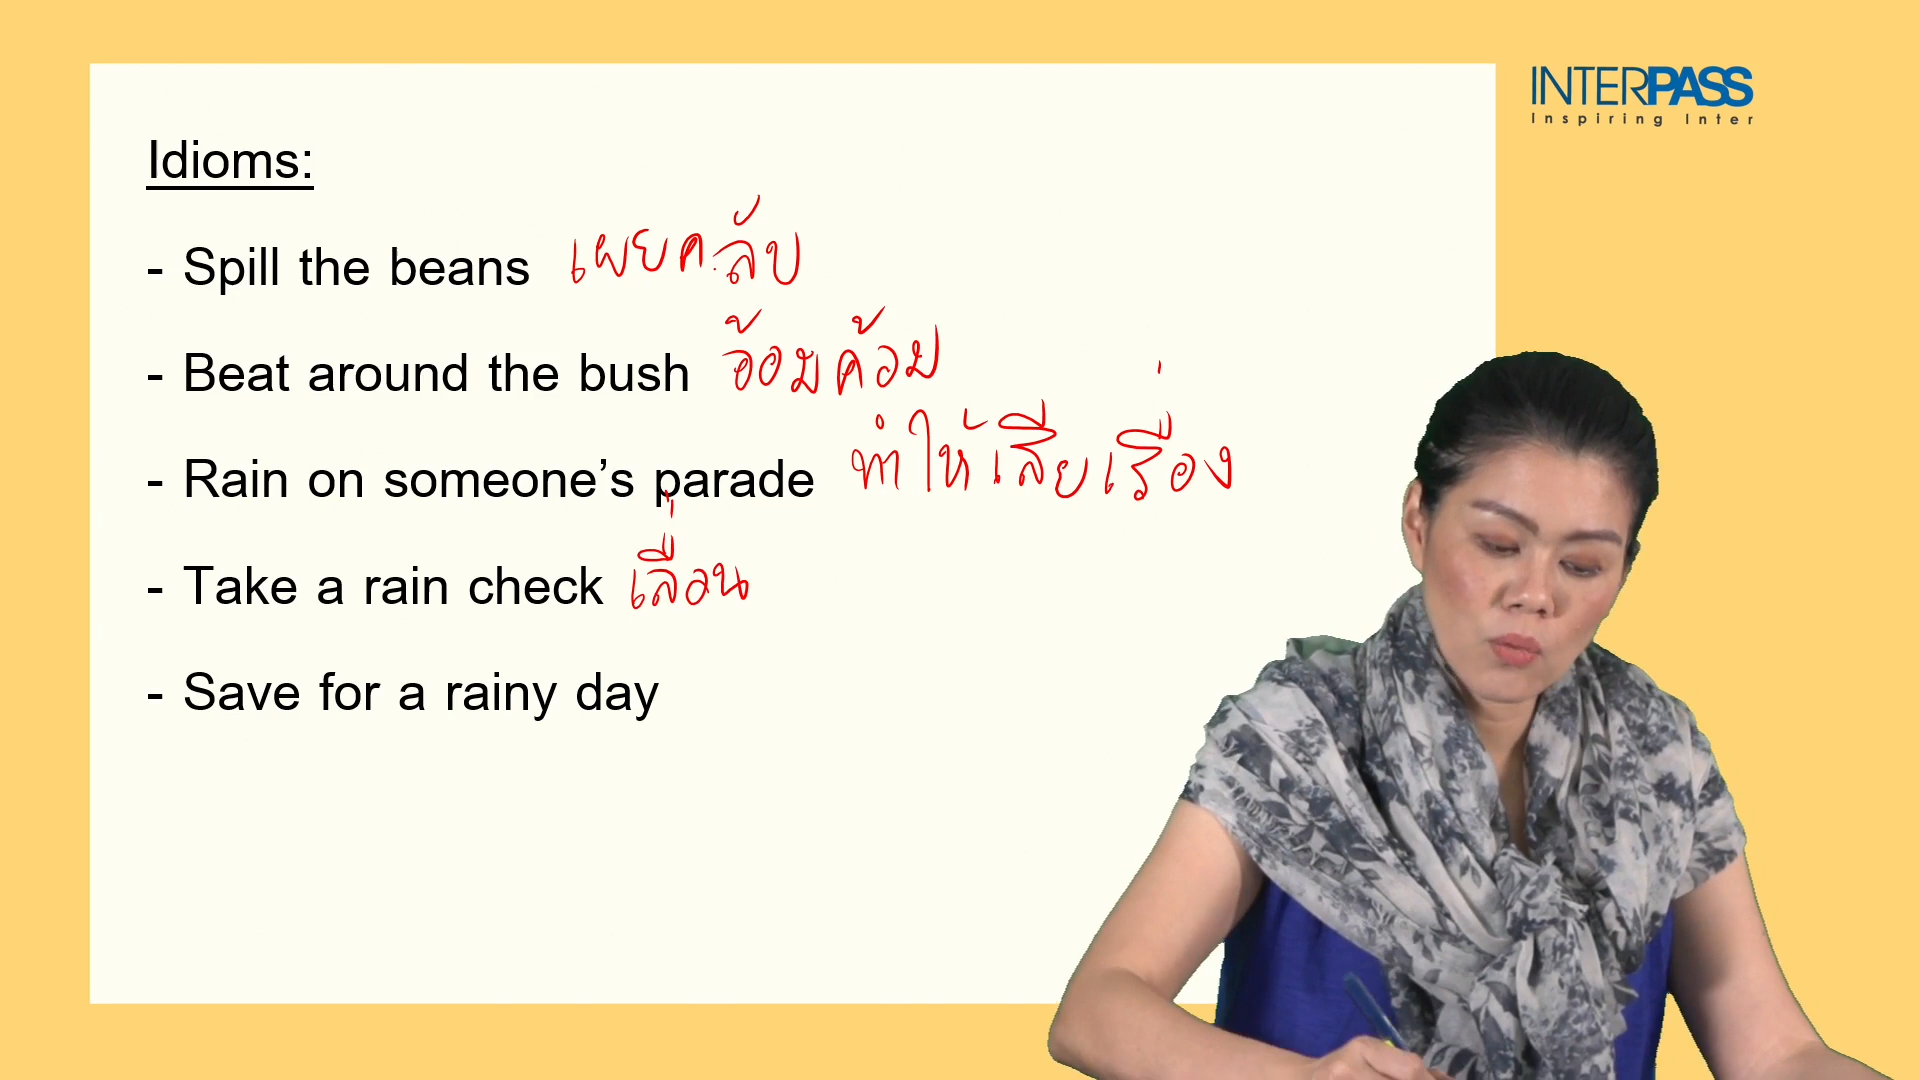 INTERPASS
Inspiring Inter
Idioms:
- Spill the beans เผยความลับ
- Beat around the bush อ้อมค้อม
- Rain on someone’s parade ทำให้เสียเรื่อง
- Take a rain check เลื่อน
- Save for a rainy day